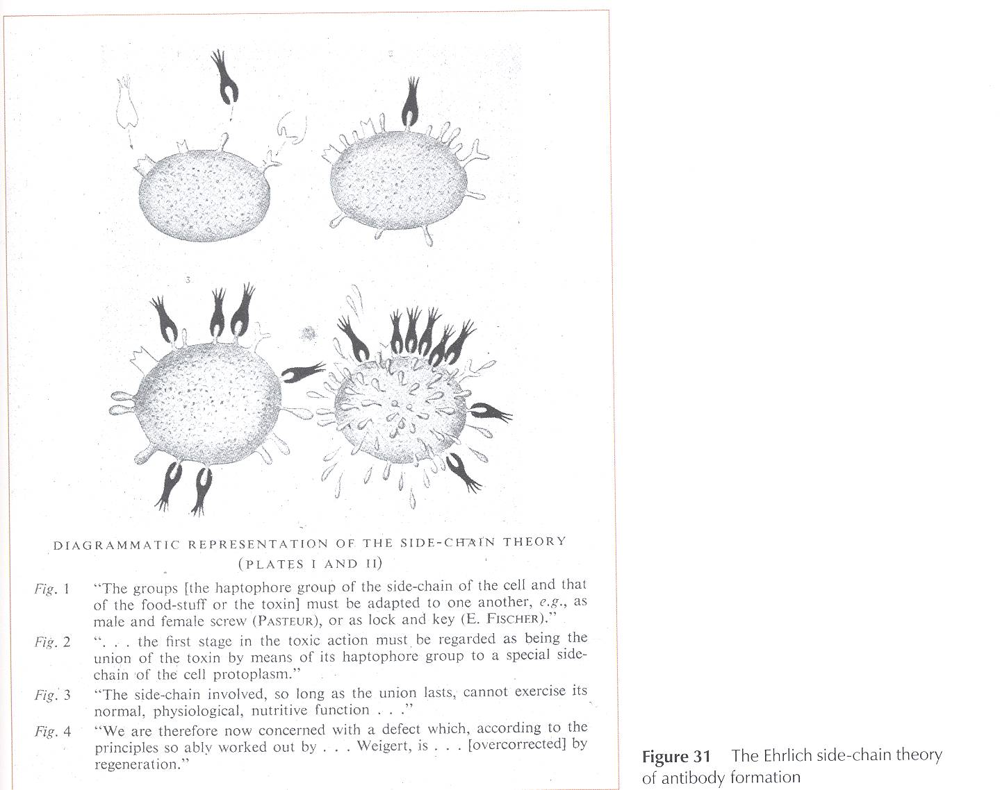 1
2
3
DIAGRAMMATIC REPRESENTATION OF THE SIDE-CHAIN THEORY
(PLATES I AND II)
Fig. 1 “The groups [the haptophore group of the side-chain of the cell and that
of the food-stuff or the toxin] must be adapted to one another, e.g., as
male and female screw (PASTEUR), or as lock and key (E. FISCHER).”
Fig. 2 “. . . the first stage in the toxic action must be regarded as being the
union of the toxin by means of its haptophore group to a special side-
chain of the cell protoplasm.”
Fig. 3 “The side-chain involved, so long as the union lasts, cannot exercise its
normal, physiological, nutritive function . . .”
Fig. 4 “We are therefore now concerned with a defect which, according to the
principles so ably worked out by . . . Weigert, is . . . [overcorrected] by
regeneration.”
Figure 31 The Ehrlich side-chain theory
of antibody formation